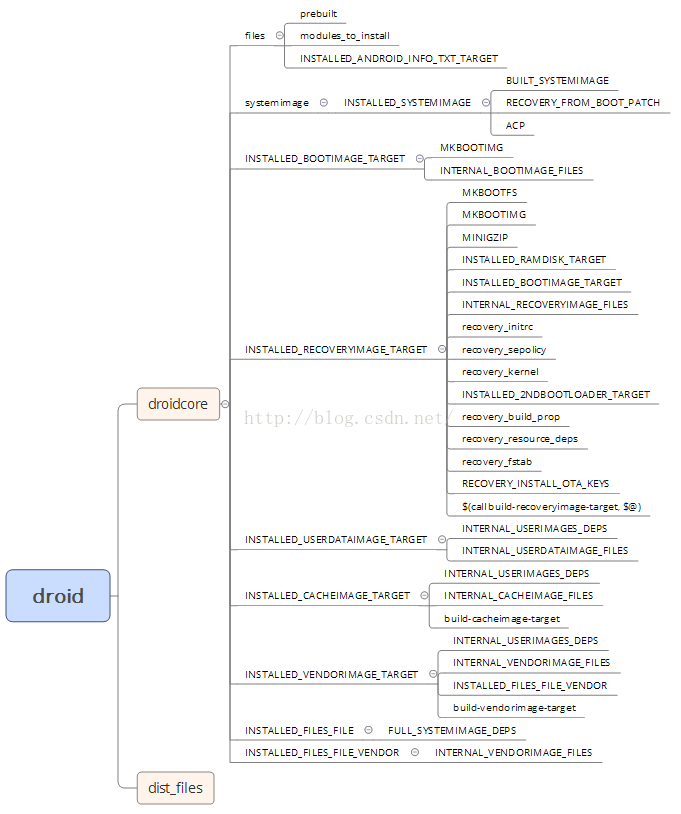 prebuilt
files
modules_to_install
INSTALLED_ANDROID_INFO_TXT_TARGET
BUILT_SYSTEMIMAGE
systemimage
INSTALLED_SYSTEMIMAGE
RECOVERY_FROM_BOOT_PATCH
ACP
MKBOOTIMG
INSTALLED_BOOTIMAGE_TARGET
INTERNAL_BOOTIMAGE_FILES
MKBOOTFS
MKBOOTIMG
MINIGZIP
INSTALLED_RAMDISK_TARGET
INSTALLED_BOOTIMAGE_TARGET
INTERNAL_RECOVERYIMAGE_FILES
recovery_initrc
INSTALLED_RECOVERYIMAGE_TARGET
recovery_sepolicy
recovery_kernel
INSTALLED_2NDBOOTLOADER_TARGET
droidcore
http://blog.csdn.net/
recovery_build_prop
recovery_resource_deps
recovery_fstab
RECOVERY_INSTALL_OTA_KEYS
$(call build-recoveryimage-target, $@)
INTERNAL_USERIMAGES_DEPS
INSTALLED_USERDATAIMAGE_TARGET
INTERNAL_USERDATAIMAGE_FILES
INTERNAL_USERIMAGES_DEPS
droid
INSTALLED_CACHEIMAGE_TARGET
INTERNAL_CACHEIMAGE_FILES
build-cacheimage-target
INTERNAL_USERIMAGES_DEPS
INTERNAL_VENDORIMAGE_FILES
INSTALLED_VENDORIMAGE_TARGET
INSTALLED_FILES_FILE_VENDOR
build-vendorimage-target
INSTALLED_FILES_FILE
FULL_SYSTEMIMAGE_DEPS
INSTALLED_FILES_FILE_VENDOR
INTERNAL_VENDORIMAGE_FILES
dist_files